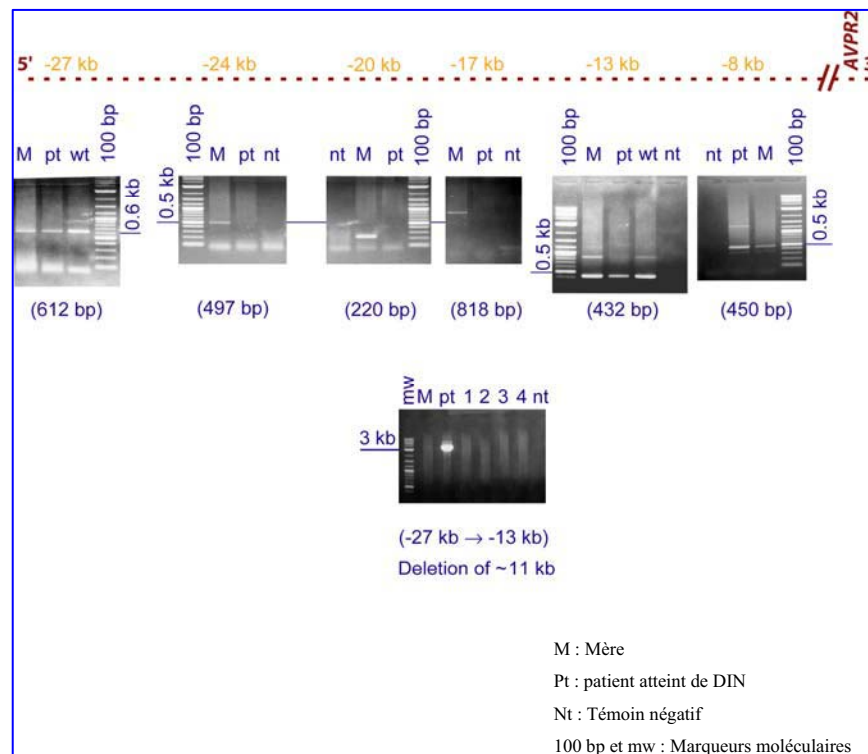 5' -27 kb -24 kb -20 kb -17 kb -13 kb -8 kb AVPR2 3
M pt wt 100 bp
0.6 kb
100 bp M pt nt
0.5 kb
nt M pt 100 bp
M pt nt
100 bp M pt wt nt
0.5 kb
nt pt M 100 bp
0.5 kb
(612 bp) (497 bp) (220 bp) (818 bp) (432 bp) (450 bp)
mw M pt 1 2 3 4 nt
3 kb
(-27 kb → -13 kb)
Deletion of ~11 kb
M : Mère
Pt : patient atteint de DIN
Nt : Témoin négatif
100 bp et mw : Marqueurs moléculaires